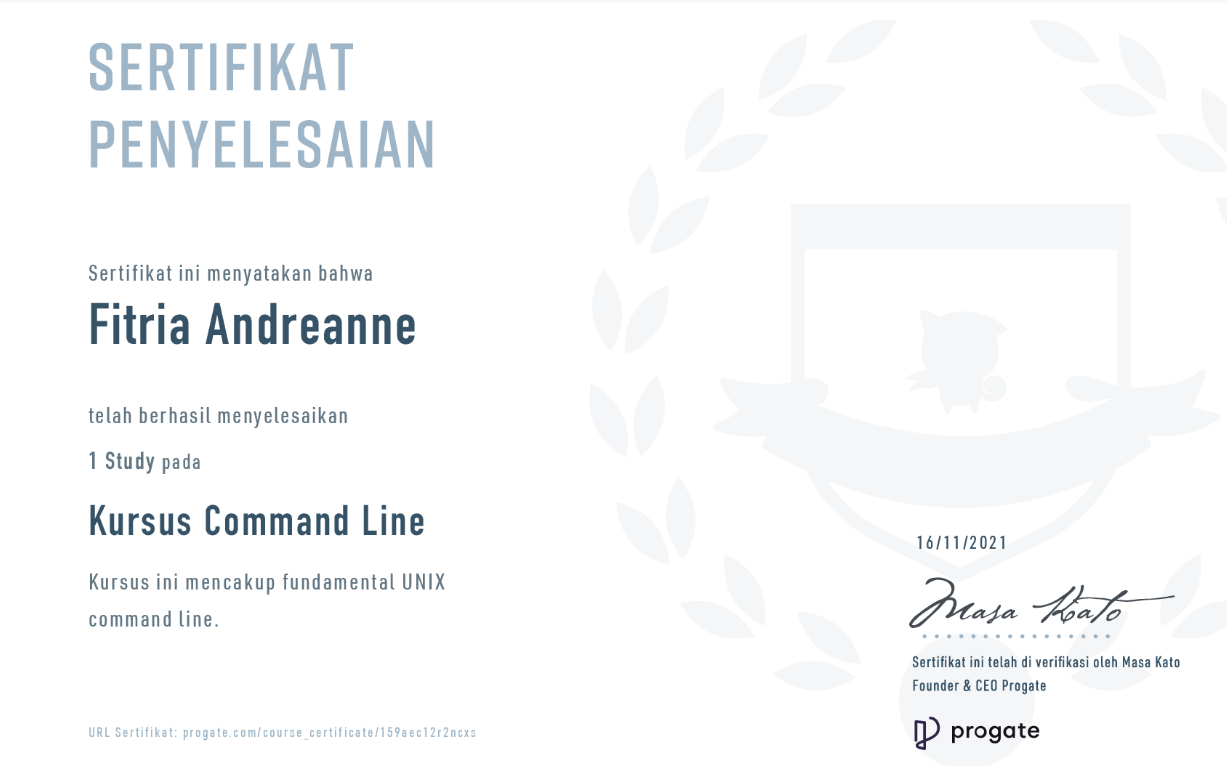 SERTIFIKAT
PENYELESAIAN
Sertifikat ini menyatakan bahwa
Fitria Andreanne
telah berhasil menyelesaikan
1 Study pada
Kursus Command Line
Kursus ini mencakup fundamental UNIX
command line.
16/11/2021
Masa Kato
Sertifikat ini telah di verifikasi oleh Masa Kato
Founder & CEO Progate
URL Sertifikat: progate.com/course_certificate/159aec12r2ncxs
progate